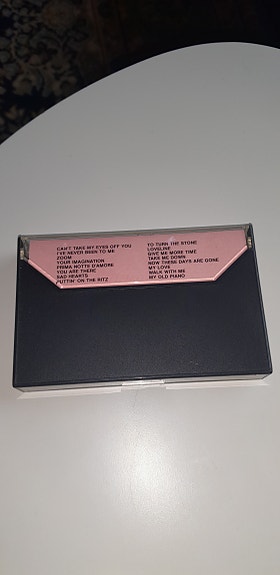 CAN'T TAKE MY EYES OFF YOU
I'VE NEVER BEEN TO ME
ZOOM
YOUR IMAGINATION
PRIMA NOTTE D'AMORE
YOU ARE THERE
SAD HEARTS
PUTTIN' ON THE RITZ
TO TURN THE STONE
LOVELINE
GIVE ME MORE TIME
TAKE ME DOWN
NOW THESE DAYS ARE GONE
MY LOVE
WALK WITH ME
MY OLD PIANO